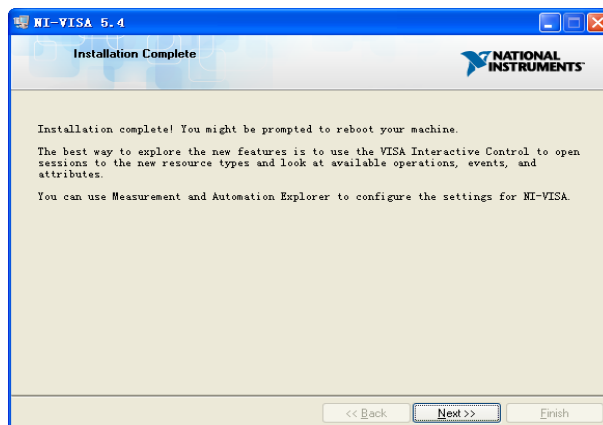 NI-VISA 5.4
Installation Complete
NATIONAL
INSTRUMENTS
Installation complete! You might be prompted to reboot your machine.
The best way to explore the new features is to use the VISA Interactive Control to open
sessions to the new resource types and look at available operations, events, and
attributes.
You can use Measurement and Automation Explorer to configure the settings for NI-VISA.
<< Back
Next >>
Finish